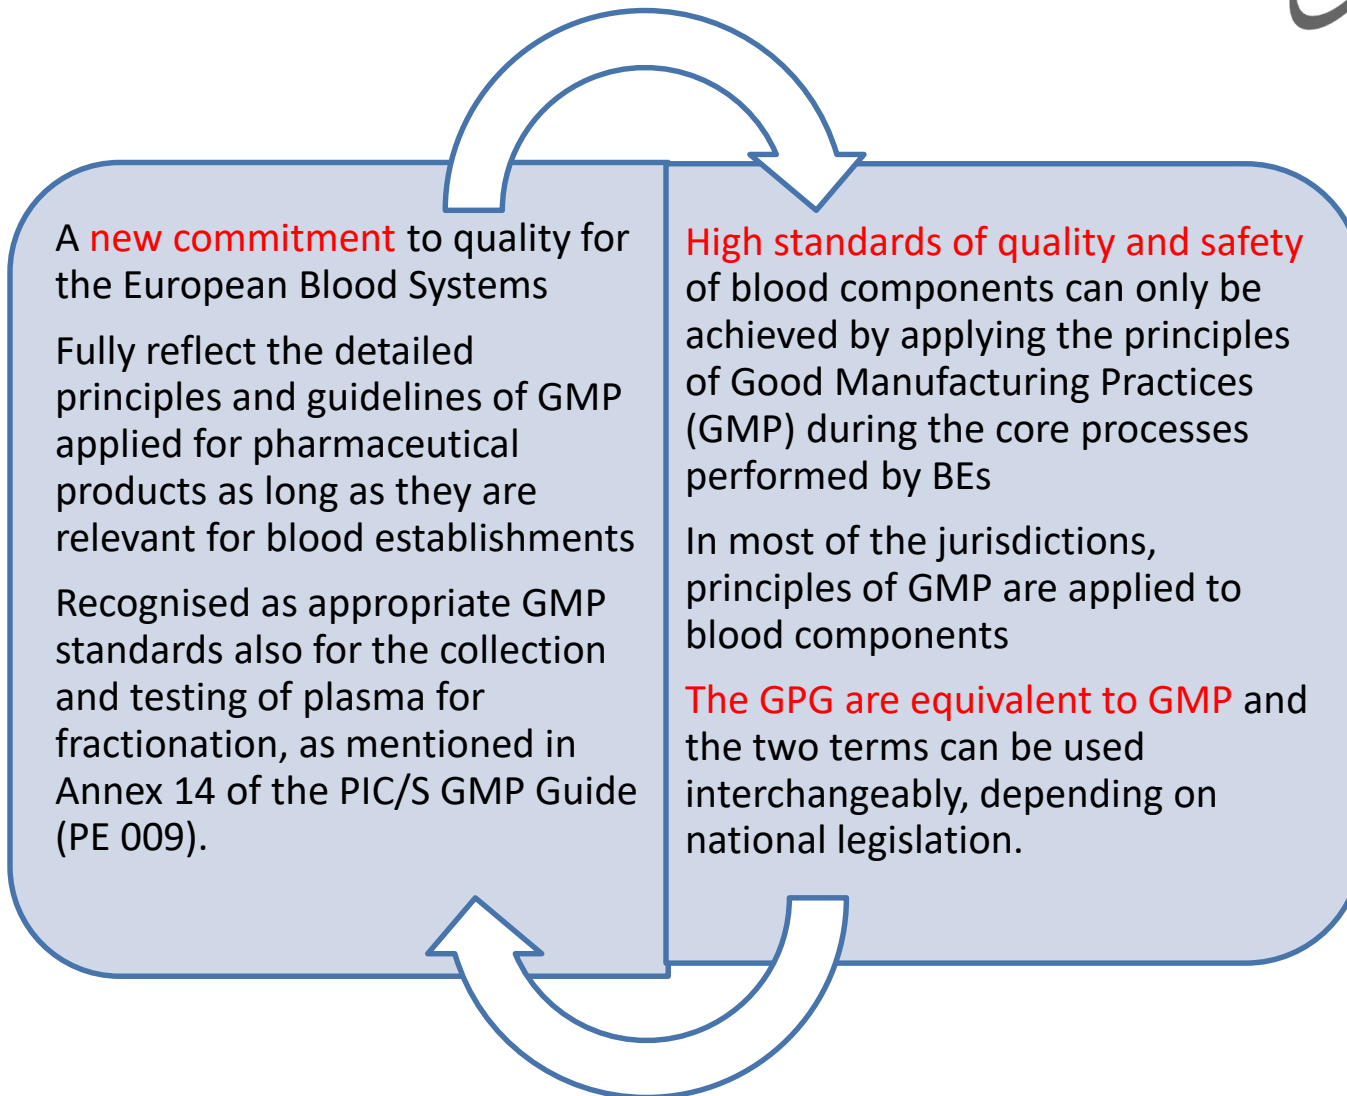 A new commitment to quality for
the European Blood Systems
Fully reflect the detailed
principles and guidelines of GMP
applied for pharmaceutical
products as long as they are
relevant for blood establishments
Recognised as appropriate GMP
standards also for the collection
and testing of plasma for
fractionation, as mentioned in
Annex 14 of the PIC/S GMP Guide
(PE 009).
High standards of quality and safety
of blood components can only be
achieved by applying the principles
of Good Manufacturing Practices
(GMP) during the core processes
performed by BEs
In most of the jurisdictions,
principles of GMP are applied to
blood components
The GPG are equivalent to GMP and
the two terms can be used
interchangeably, depending on
national legislation.